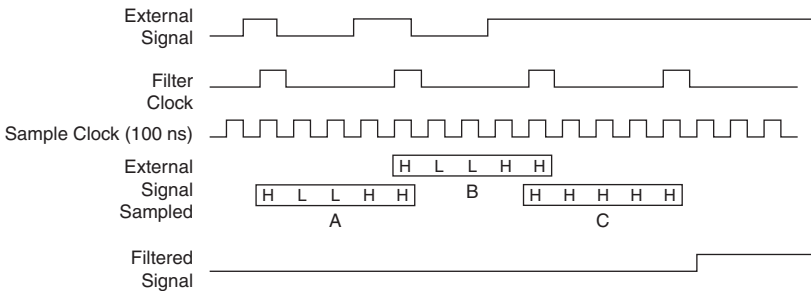 External
Signal
Filter
Clock
Sample Clock (100 ns)
External
Signal
Sampled
H L L H H
B
H L L H H
A
H H H H H
C
Filtered
Signal